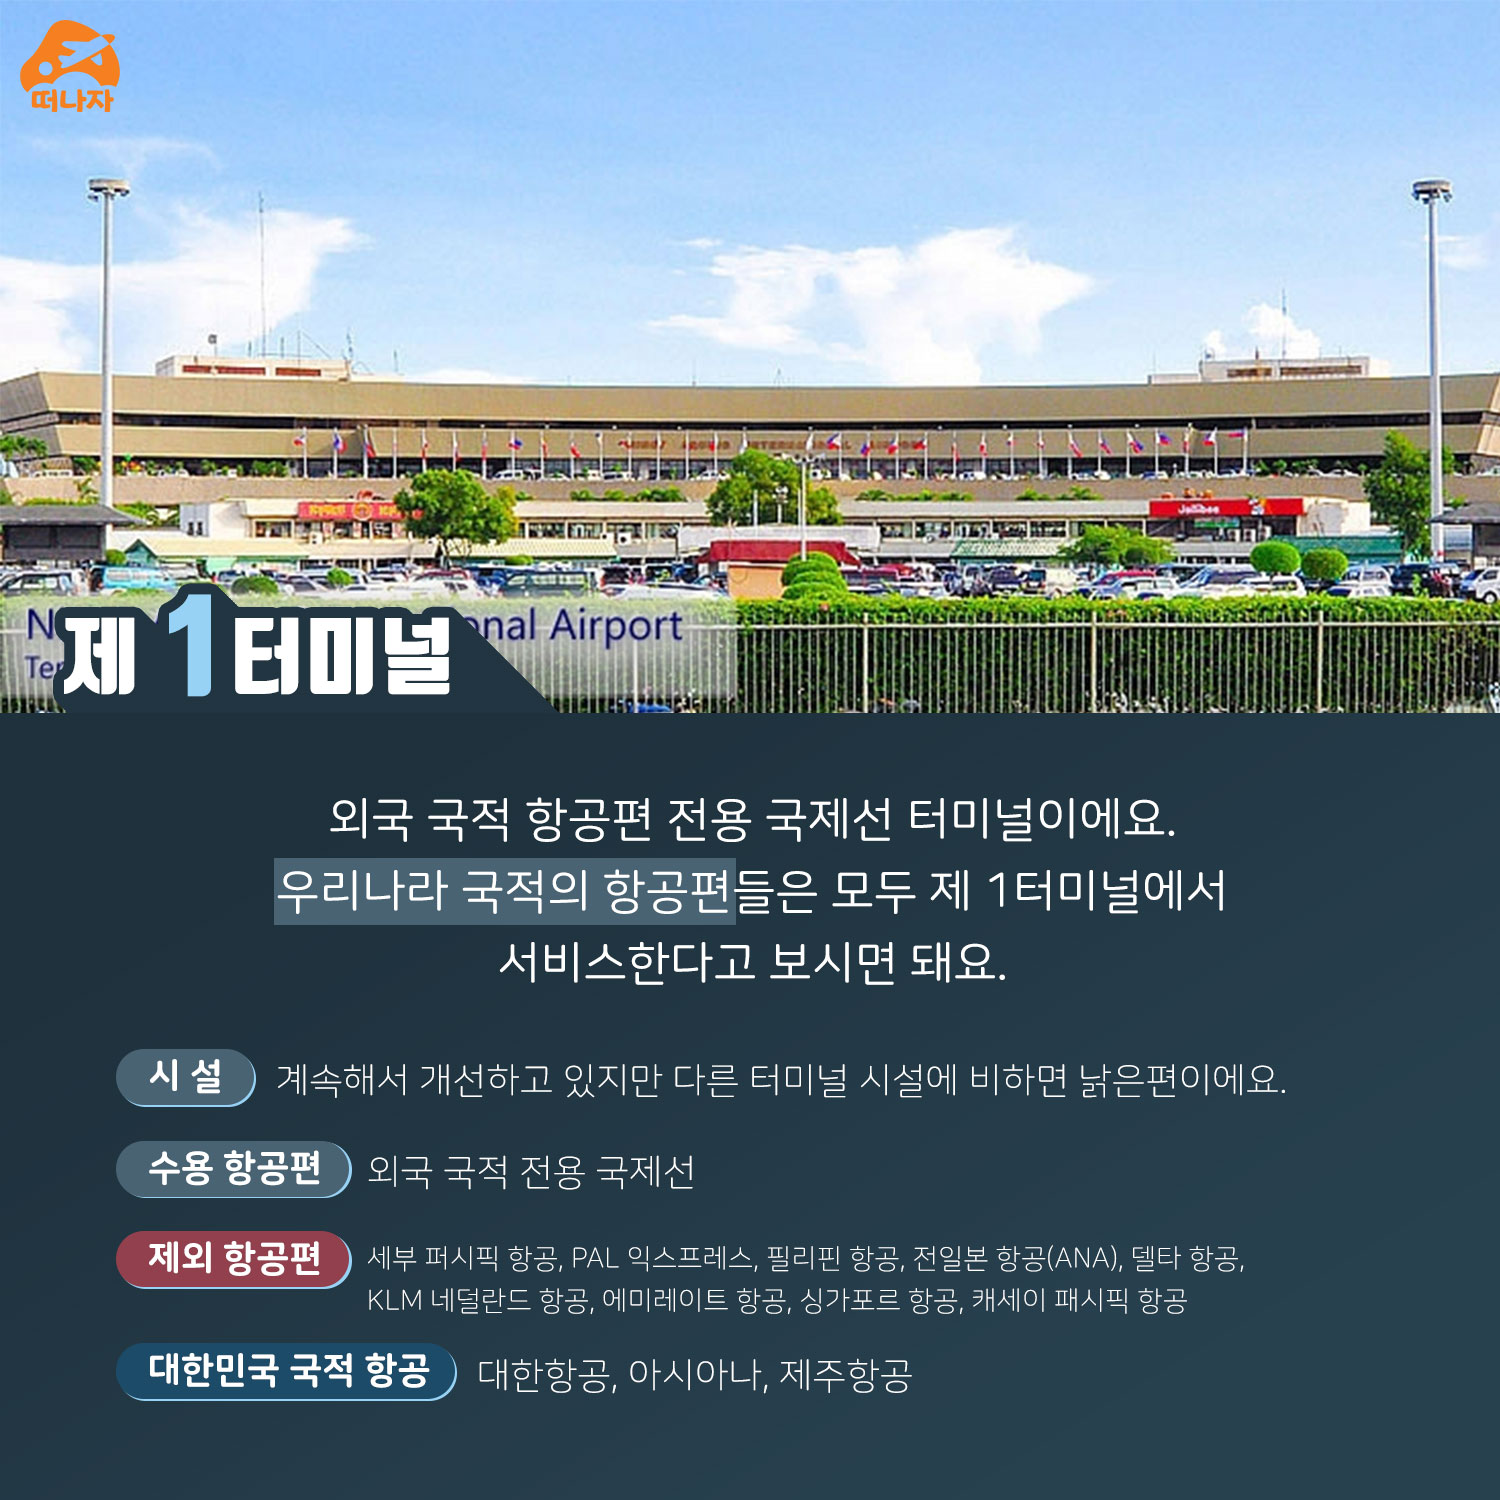 떠나자
Jollibee
onal Airport
제 1터미널
외국 국적 항공편 전용 국제선 터미널이에요.
우리나라 국적의 항공편들은 모두 제 1터미널에서
서비스한다고 보시면 돼요.
시설 계속해서 개선하고 있지만 다른 터미널 시설에 비하면 낡은편이에요.
수용 항공편 외국 국적 전용 국제선
제외 항공편 세부 퍼시픽 항공, PAL 익스프레스, 필리핀 항공, 전일본 항공(ANA), 델타 항공,
KLM 네덜란드 항공, 에미레이트 항공, 싱가포르 항공, 캐세이 패시픽 항공
대한민국 국적 항공 대한항공, 아시아나, 제주항공